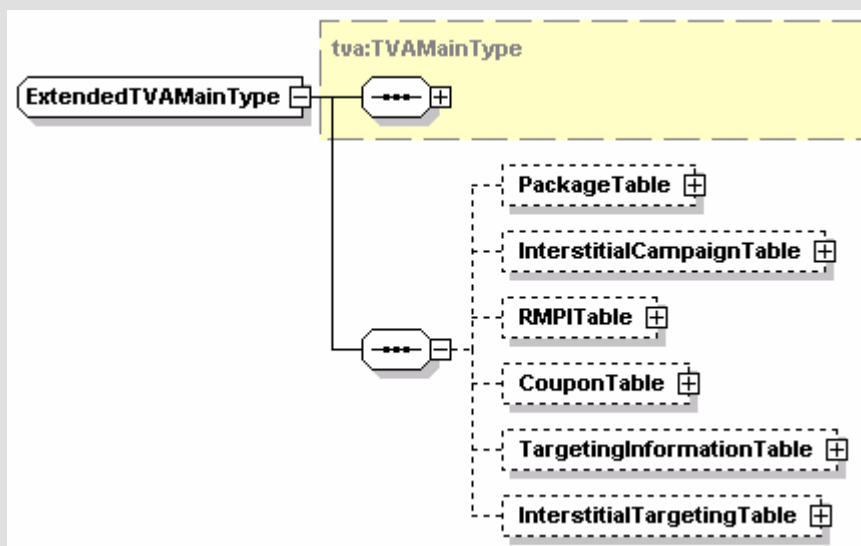 tva:TVAMainType
ExtendedTVAMainType
PackageTable
InterstitialCampaignTable
RMPITable
CouponTable
TargetingInformationTable
InterstitialTargetingTable